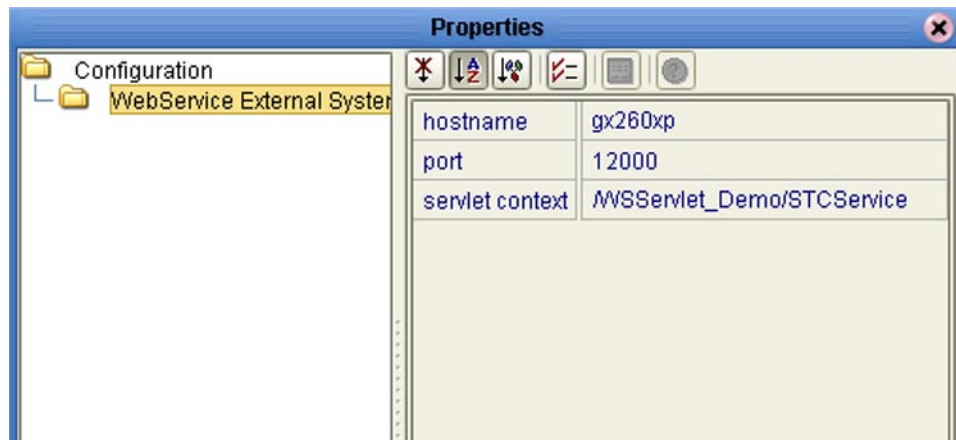 Properties
Configuration
WebService External Syster
hostname gx260xp
port 12000
servlet context /WSServlet_Demo/STCService